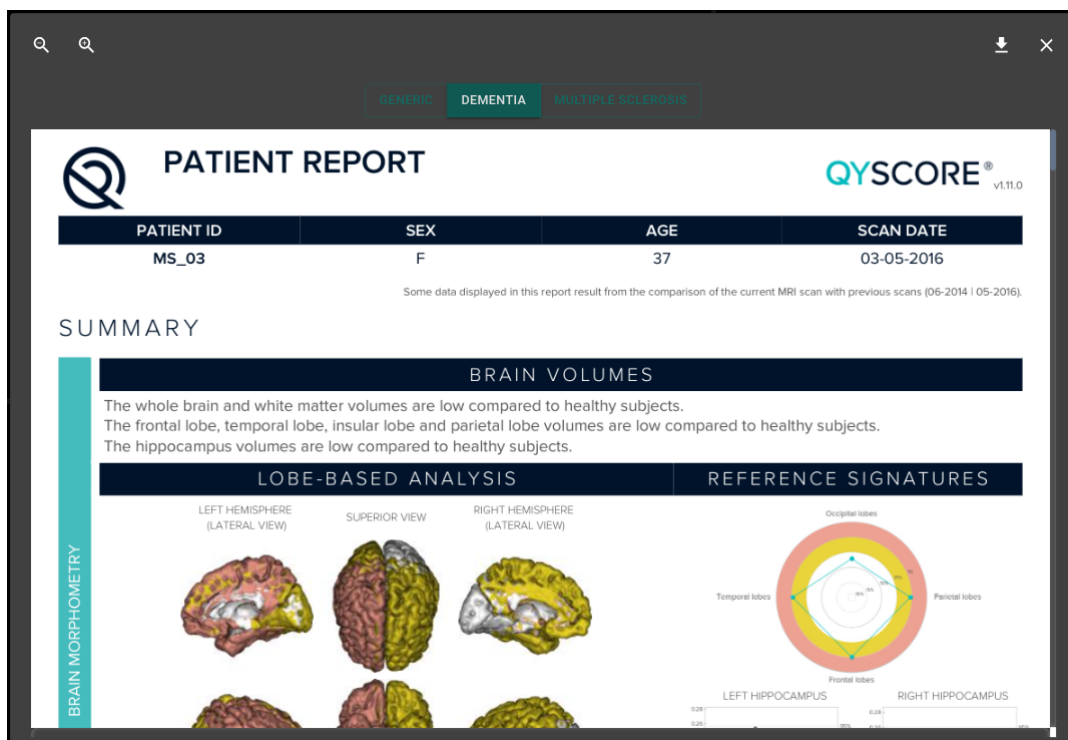 GENERIC
DEMENTIA
MULTIPLE SCLEROSIS
PATIENT REPORT
QYSCORE®
v1.11.0
PATIENT ID SEX AGE SCAN DATE
MS_03 F 37 03-05-2016
Some data displayed in this report result from the comparison of the current MRI scan with previous scans (06-2014 | 05-2016).
SUMMARY
BRAIN MORPHOMETRY
BRAIN VOLUMES
The whole brain and white matter volumes are low compared to healthy subjects.
The frontal lobe, temporal lobe, insular lobe and parietal lobe volumes are low compared to healthy subjects.
The hippocampus volumes are low compared to healthy subjects.
LOBE-BASED ANALYSIS
REFERENCE SIGNATURES
LEFT HEMISPHERE
(LATERAL VIEW)
SUPERIOR VIEW
RIGHT HEMISPHERE
(LATERAL VIEW)
Occipital lobes
Temporal lobes
Parietal lobes
Frontal lobes
LEFT HIPPOCAMPUS
RIGHT HIPPOCAMPUS
0.28
0.28